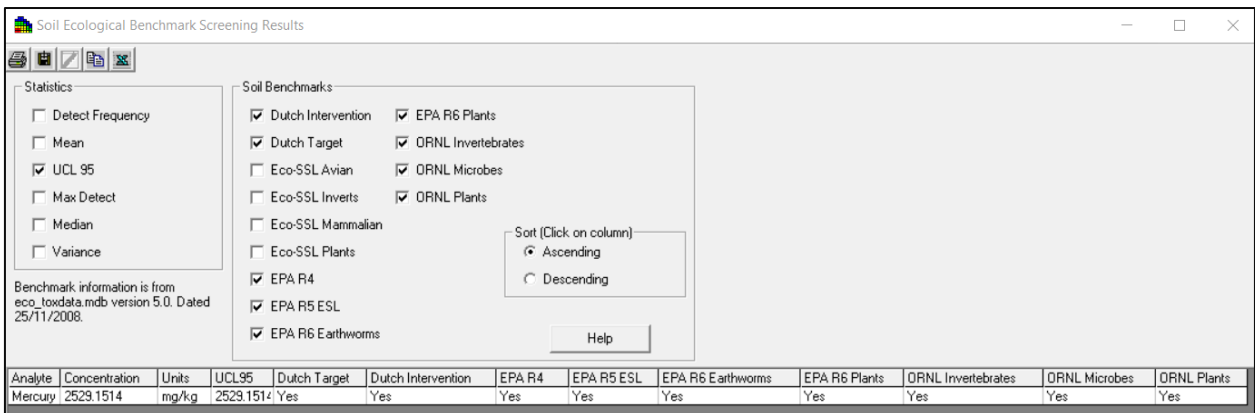 Soil Ecological Benchmark Screening Results
Statistics
Detect Frequency
Mean
UCL 95
Max Detect
Median
Variance
Benchmark information is from
eco_toxdata.mdb version 5.0. Dated
25/11/2008.
Soil Benchmarks
Dutch Intervention
Dutch Target
Eco-SSL Avian
Eco-SSL Inverts
Eco-SSL Mammalian
Eco-SSL Plants
EPA R4
EPA R5 ESL
EPA R6 Earthworms
EPA R6 Plants
ORNL Invertebrates
ORNL Microbes
ORNL Plants
Sort (Click on column)
Ascending
Descending
Help
Analyte Concentration Units UCL95 Dutch Target Dutch Intervention EPA R4 EPA R5 ESL EPA R6 Earthworms EPA R6 Plants ORNL Invertebrates ORNL Microbes ORNL Plants
Mercury 2529.1514 mg/kg 2529.1514 Yes Yes Yes Yes Yes Yes Yes Yes Yes